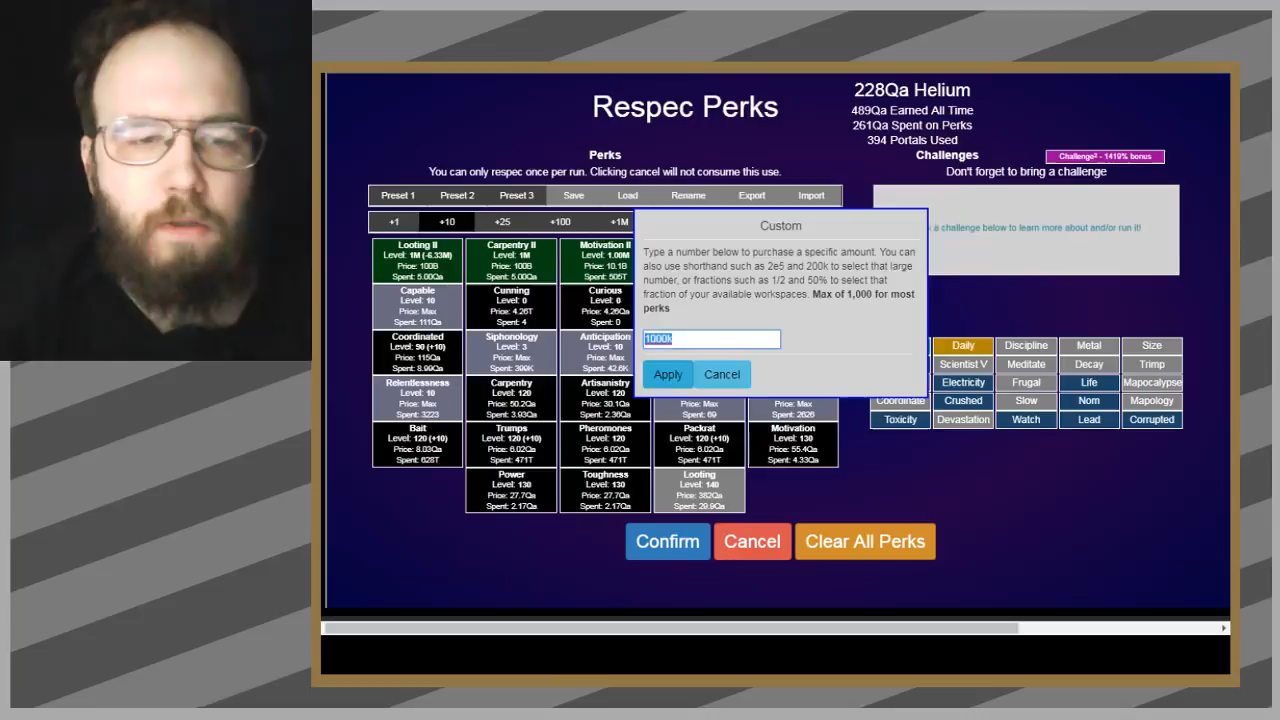 Respec Perks
228Qa Helium
489Qa Earned All Time
261Qa Spent on Perks
394 Portals Used
Perks
You can only respec once per run. Clicking cancel will not consume this use.
Challenges
Challenge² - 1419% bonus
Don't forget to bring a challenge
Preset 1 Preset 2 Preset 3 Save Load Rename Export Import
+1 +10 +25 +100 +1M
a challenge below to learn more about and/or run it!
Custom
Type a number below to purchase a specific amount. You can
also use shorthand such as 2e5 and 200k to select that large
number, or fractions such as 1/2 and 50% to select that
fraction of your available workspaces. Max of 1,000 for most
perks
1000k
Apply Cancel
Looting II
Level: 1M (-6.33M)
Price: 100B
Spent: 5.00Qa
Carpentry II
Level: 1M
Price: 100B
Spent: 5.00Qa
Motivation II
Level: 1.00M
Price: 10.1B
Spent: 505T
Capable
Level: 10
Price: Max
Spent: 111Qa
Cunning
Level: 0
Price: 4.26T
Spent: 4
Curious
Level: 0
Price: 4.26Qa
Spent: 0
Coordinated
Level: 90 (+10)
Price: 115Qa
Spent: 8.99Qa
Siphonology
Level: 3
Price: Max
Spent: 399K
Anticipation
Level: 10
Price: Max
Spent: 42.6K
Relentlessness
Level: 10
Price: Max
Spent: 3223
Carpentry
Level: 120
Price: 50.2Qa
Spent: 3.93Qa
Artisanistry
Level: 120
Price: 30.1Qa
Spent: 2.36Qa
Price: Max
Spent: 69
Price: Max
Spent: 2626
Bait
Level: 120 (+10)
Price: 8.03Qa
Spent: 628T
Trumps
Level: 120 (+10)
Price: 6.02Qa
Spent: 471T
Pheromones
Level: 120
Price: 6.02Qa
Spent: 471T
Packrat
Level: 120 (+10)
Price: 6.02Qa
Spent: 471T
Motivation
Level: 130
Price: 55.4Qa
Spent: 4.33Qa
Power
Level: 130
Price: 27.7Qa
Spent: 2.17Qa
Toughness
Level: 130
Price: 27.7Qa
Spent: 2.17Qa
Looting
Level: 140
Price: 382Qa
Spent: 29.9Qa
Daily Discipline Metal Size
Scientist V Meditate Decay Trimp
Electricity Frugal Life Mapocalypse
Coordinate Crushed Slow Nom Mapology
Toxicity Devastation Watch Lead Corrupted
Confirm Cancel Clear All Perks